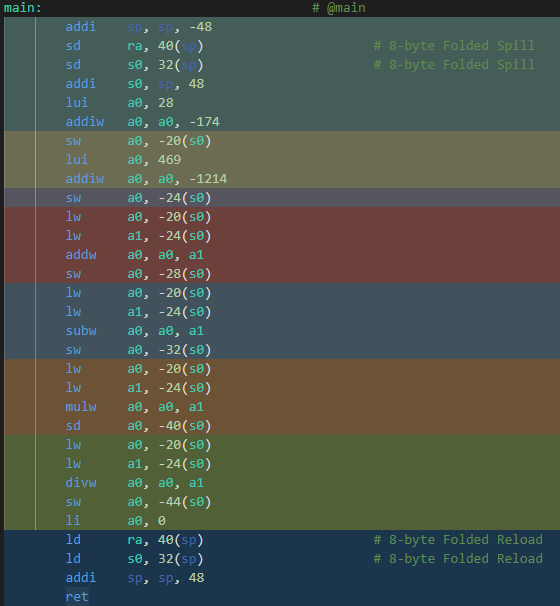 main:                                   # @main
        addi    sp, sp, -48
        sd      ra, 40(sp)                      # 8-byte Folded Spill
        sd      s0, 32(sp)                      # 8-byte Folded Spill
        addi    s0, sp, 48
        lui     a0, 28
        addiw   a0, a0, -174
        sw      a0, -20(s0)
        lui     a0, 469
        addiw   a0, a0, -1214
        sw      a0, -24(s0)
        lw      a0, -20(s0)
        lw      a1, -24(s0)
        addw    a0, a0, a1
        sw      a0, -28(s0)
        lw      a0, -20(s0)
        lw      a1, -24(s0)
        subw    a0, a0, a1
        sw      a0, -32(s0)
        lw      a0, -20(s0)
        lw      a1, -24(s0)
        mulw    a0, a0, a1
        sd      a0, -40(s0)
        lw      a0, -20(s0)
        lw      a1, -24(s0)
        divw    a0, a0, a1
        sw      a0, -44(s0)
        li      a0, 0
        ld      ra, 40(sp)                      # 8-byte Folded Reload
        ld      s0, 32(sp)                      # 8-byte Folded Reload
        addi    sp, sp, 48
        ret